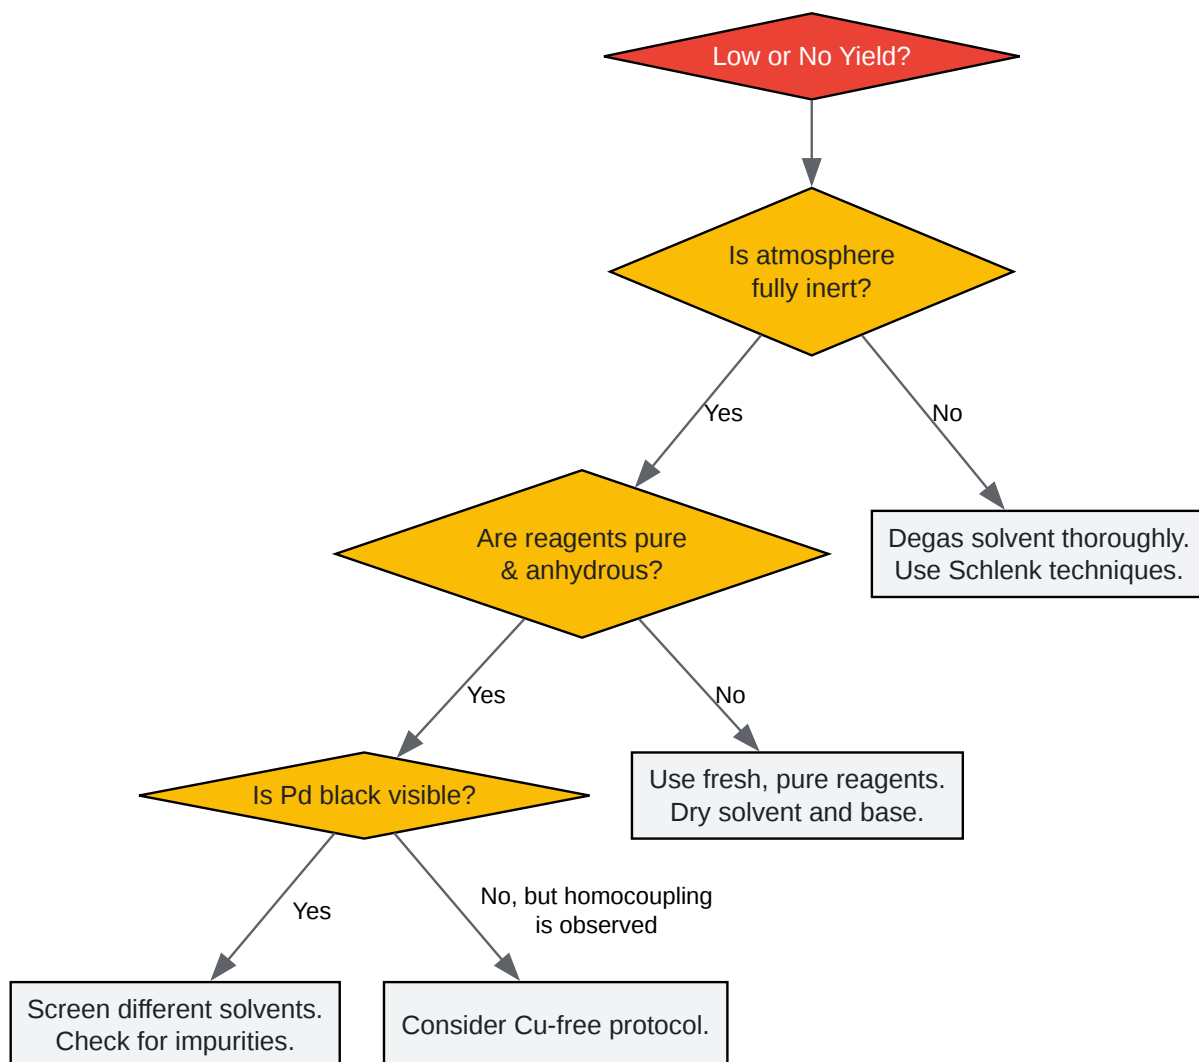 Low or No Yield?
Is atmosphere
fully inert?
Yes
No
Are reagents pure
& anhydrous?
Degas solvent thoroughly.
Use Schlenk techniques.
Yes
No
Is Pd black visible?
Use fresh, pure reagents.
Dry solvent and base.
Yes
No, but homocoupling
is observed
Screen different solvents.
Check for impurities.
Consider Cu-free protocol.